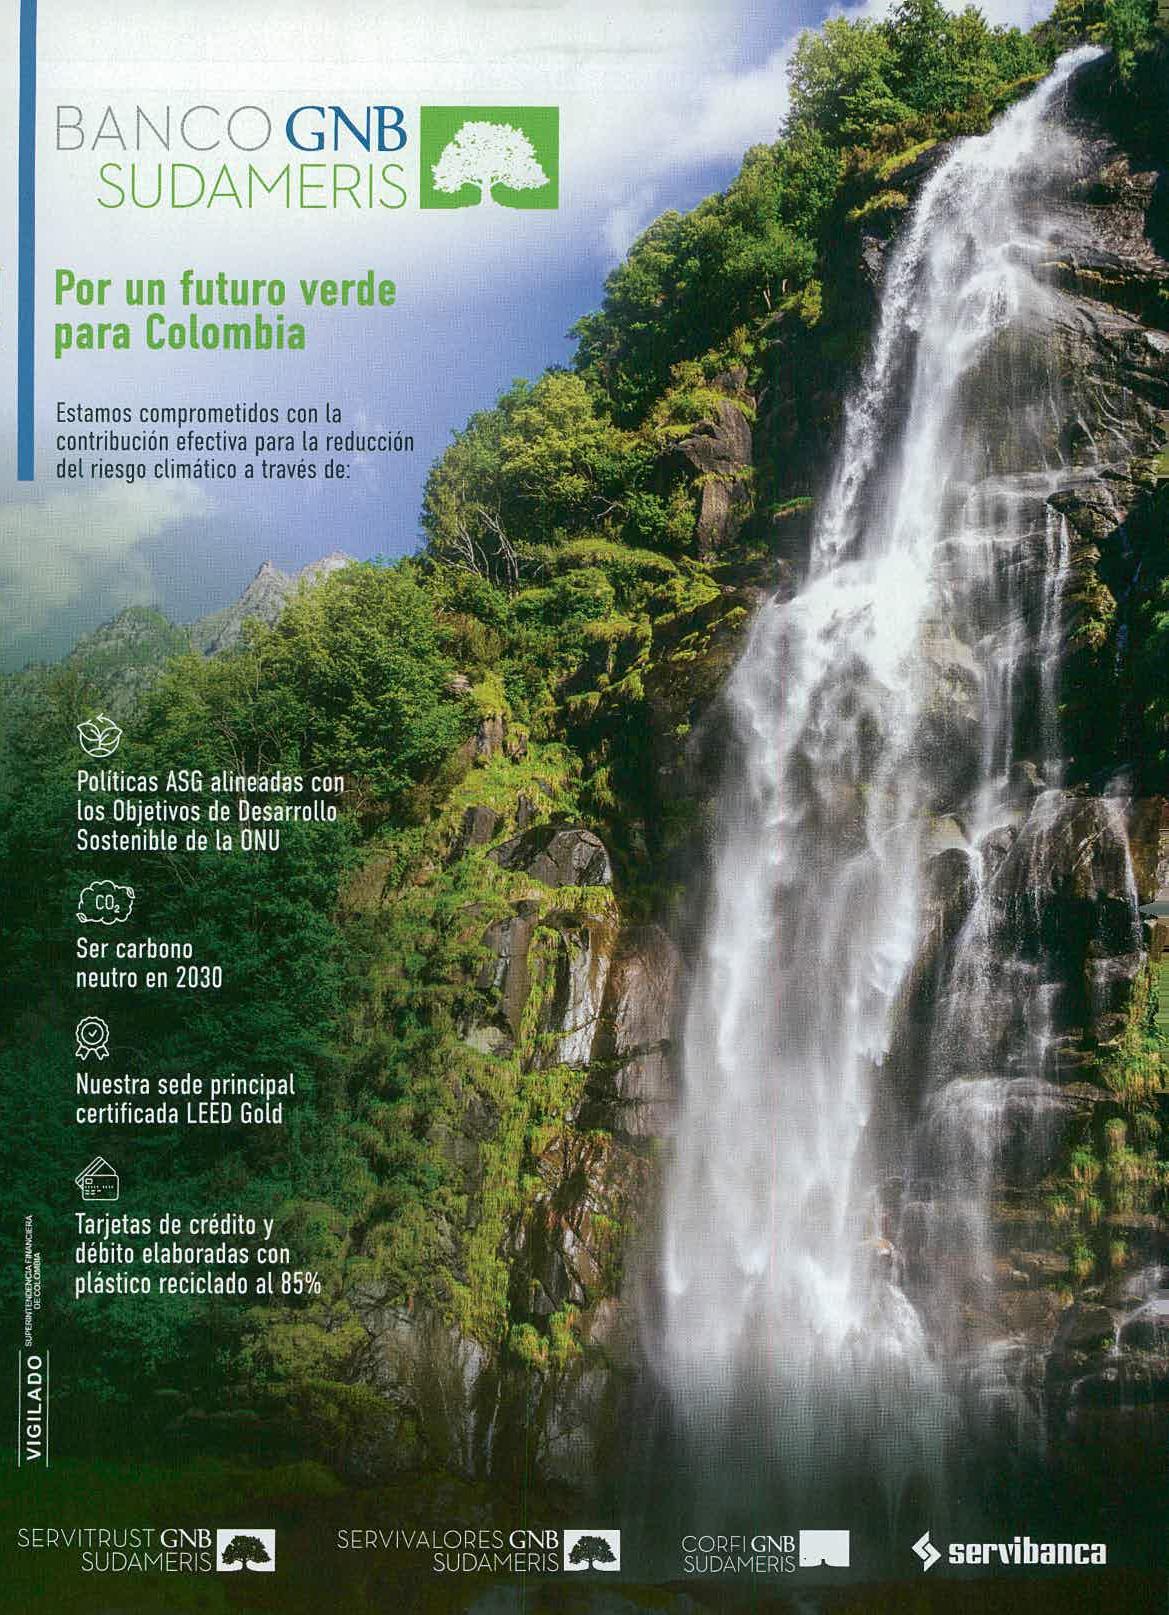 BANCO GNB
SUDAMERIS
Por un futuro verde
para Colombia
Estamos comprometidos con la
contribución efectiva para la reducción
del riesgo climático a través de:
Políticas ASG alineadas con
los Objetivos de Desarrollo
Sostenible de la ONU
CO₂
Ser carbono
neutro en 2030
Nuestra sede principal
certificada LEED Gold
Tarjetas de crédito y
débito elaboradas con
plástico reciclado al 85%
VIGILADO
SUPERINTENDENCIA FINANCIERA
DE COLOMBIA
SERVITRUST GNB
SUDAMERIS
SERVIVALORES GNB
SUDAMERIS
CORFI GNB
SUDAMERIS
servibanca